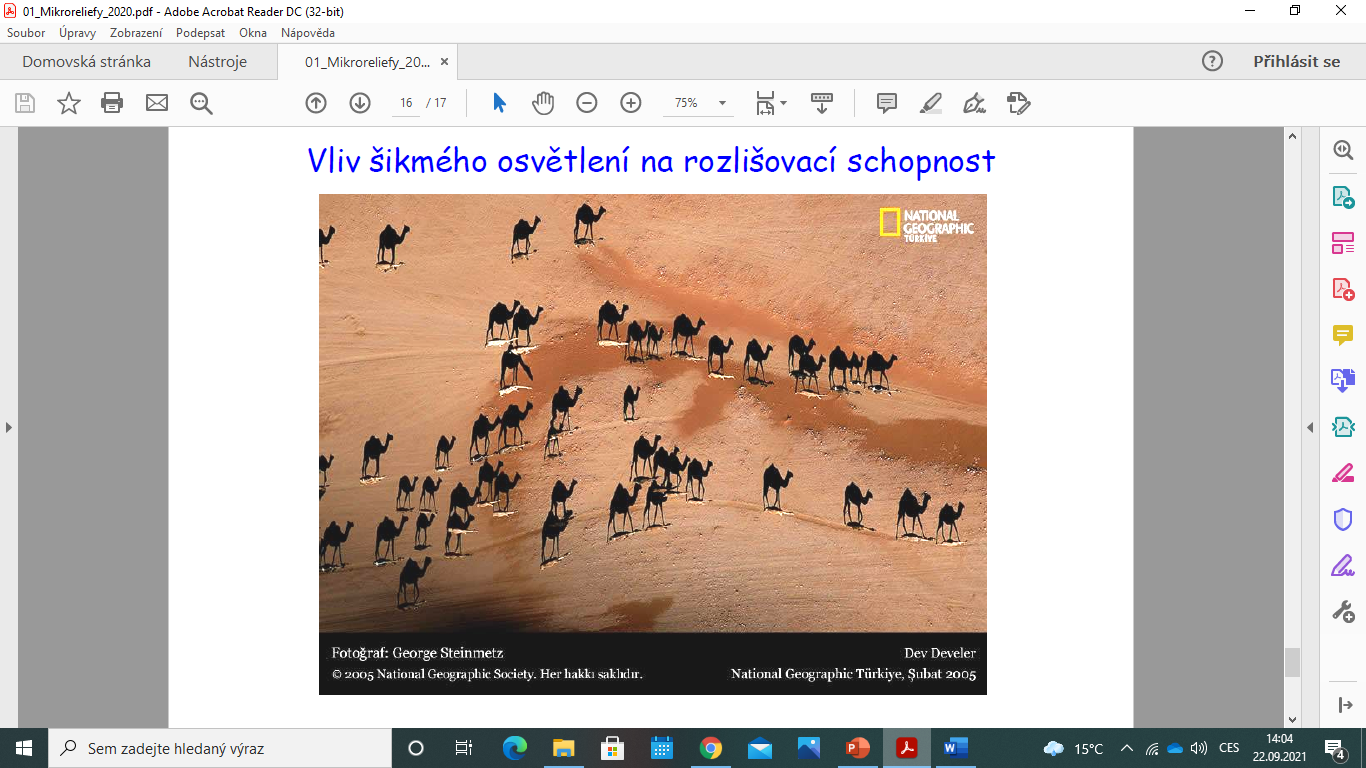 01_Mikroreliefy_2020.pdf - Adobe Acrobat Reader DC (32-bit)
Soubor Úpravy Zobrazení Podepsat Okna Nápověda
Domovská stránka Nástroje 01_Mikroreliefy_20... × Přihlásit se
16 / 17 75%
Vliv šikmého osvětlení na rozlišovací schopnost
NATIONAL
GEOGRAPHIC
TÜRKİYE
Fotoğraf: George Steinmetz Dev Develer
© 2005 National Geographic Society. Her hakkı saklıdır. National Geographic Türkiye, Şubat 2005
Sem zadejte hledaný výraz 15°C CES 14:04
22.09.2021 4